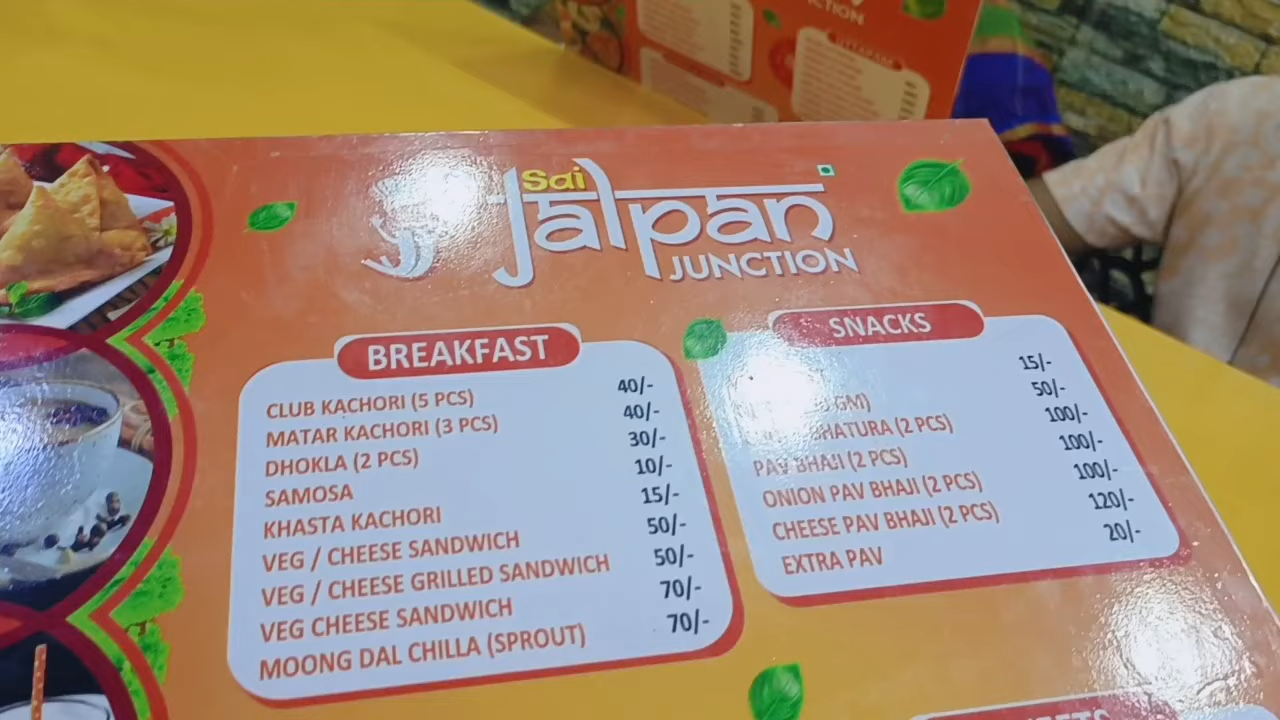 Sai
Jalpan
JUNCTION
BREAKFAST
CLUB KACHORI (5 PCS) 40/-
MATAR KACHORI (3 PCS) 40/-
DHOKLA (2 PCS) 30/-
SAMOSA 10/-
KHASTA KACHORI 15/-
VEG / CHEESE SANDWICH 50/-
VEG / CHEESE GRILLED SANDWICH 50/-
VEG CHEESE SANDWICH 70/-
MOONG DAL CHILLA (SPROUT) 70/-
SNACKS
15/-
GM) 50/-
BHATURA (2 PCS) 100/-
PAV BHAJI (2 PCS) 100/-
ONION PAV BHAJI (2 PCS) 100/-
CHEESE PAV BHAJI (2 PCS) 120/-
EXTRA PAV 20/-